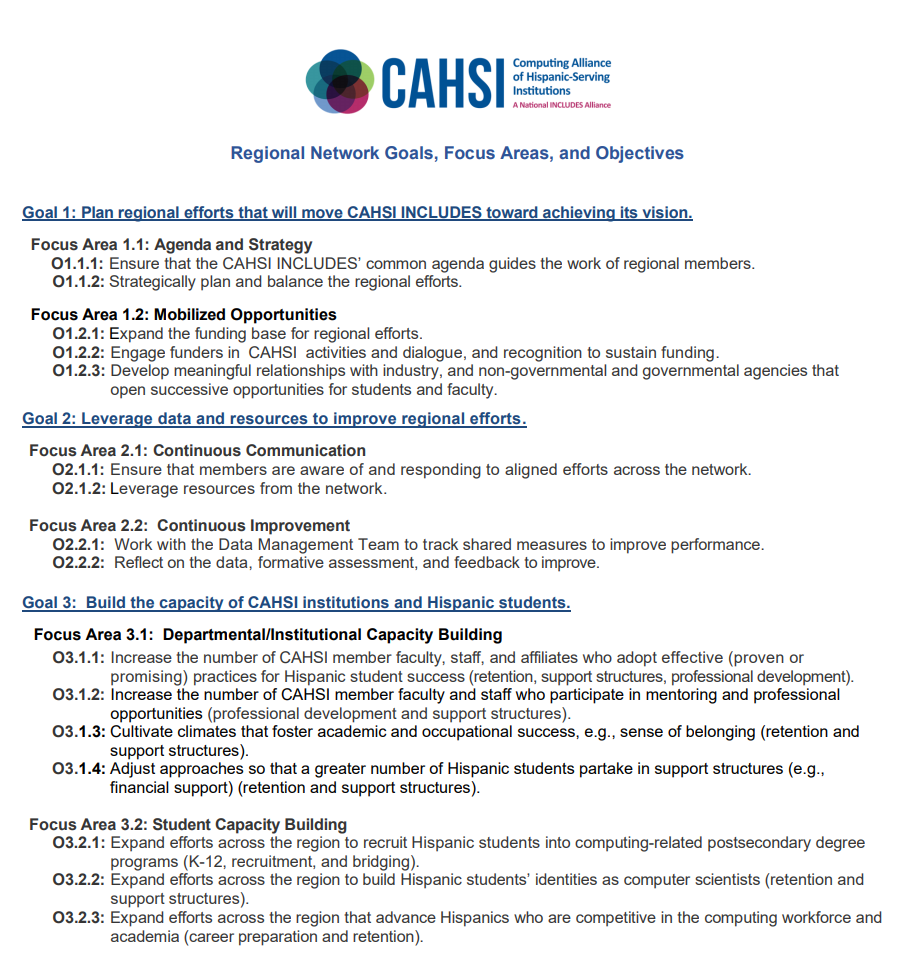 CAHSI
Computing Alliance
of Hispanic-Serving
Institutions
A National INCLUDES Alliance
Regional Network Goals, Focus Areas, and Objectives
Goal 1: Plan regional efforts that will move CAHSI INCLUDES toward achieving its vision.
Focus Area 1.1: Agenda and Strategy
O1.1.1: Ensure that the CAHSI INCLUDES' common agenda guides the work of regional members.
O1.1.2: Strategically plan and balance the regional efforts.
Focus Area 1.2: Mobilized Opportunities
O1.2.1: Expand the funding base for regional efforts.
O1.2.2: Engage funders in CAHSI activities and dialogue, and recognition to sustain funding.
O1.2.3: Develop meaningful relationships with industry, and non-governmental and governmental agencies that
open successive opportunities for students and faculty.
Goal 2: Leverage data and resources to improve regional efforts.
Focus Area 2.1: Continuous Communication
O2.1.1: Ensure that members are aware of and responding to aligned efforts across the network.
O2.1.2: Leverage resources from the network.
Focus Area 2.2: Continuous Improvement
O2.2.1: Work with the Data Management Team to track shared measures to improve performance.
O2.2.2: Reflect on the data, formative assessment, and feedback to improve.
Goal 3: Build the capacity of CAHSI institutions and Hispanic students.
Focus Area 3.1: Departmental/Institutional Capacity Building
O3.1.1: Increase the number of CAHSI member faculty, staff, and affiliates who adopt effective (proven or
promising) practices for Hispanic student success (retention, support structures, professional development).
O3.1.2: Increase the number of CAHSI member faculty and staff who participate in mentoring and professional
opportunities (professional development and support structures).
O3.1.3: Cultivate climates that foster academic and occupational success, e.g., sense of belonging (retention and
support structures).
O3.1.4: Adjust approaches so that a greater number of Hispanic students partake in support structures (e.g.,
financial support) (retention and support structures).
Focus Area 3.2: Student Capacity Building
O3.2.1: Expand efforts across the region to recruit Hispanic students into computing-related postsecondary degree
programs (K-12, recruitment, and bridging).
O3.2.2: Expand efforts across the region to build Hispanic students' identities as computer scientists (retention and
support structures).
O3.2.3: Expand efforts across the region that advance Hispanics who are competitive in the computing workforce and
academia (career preparation and retention).